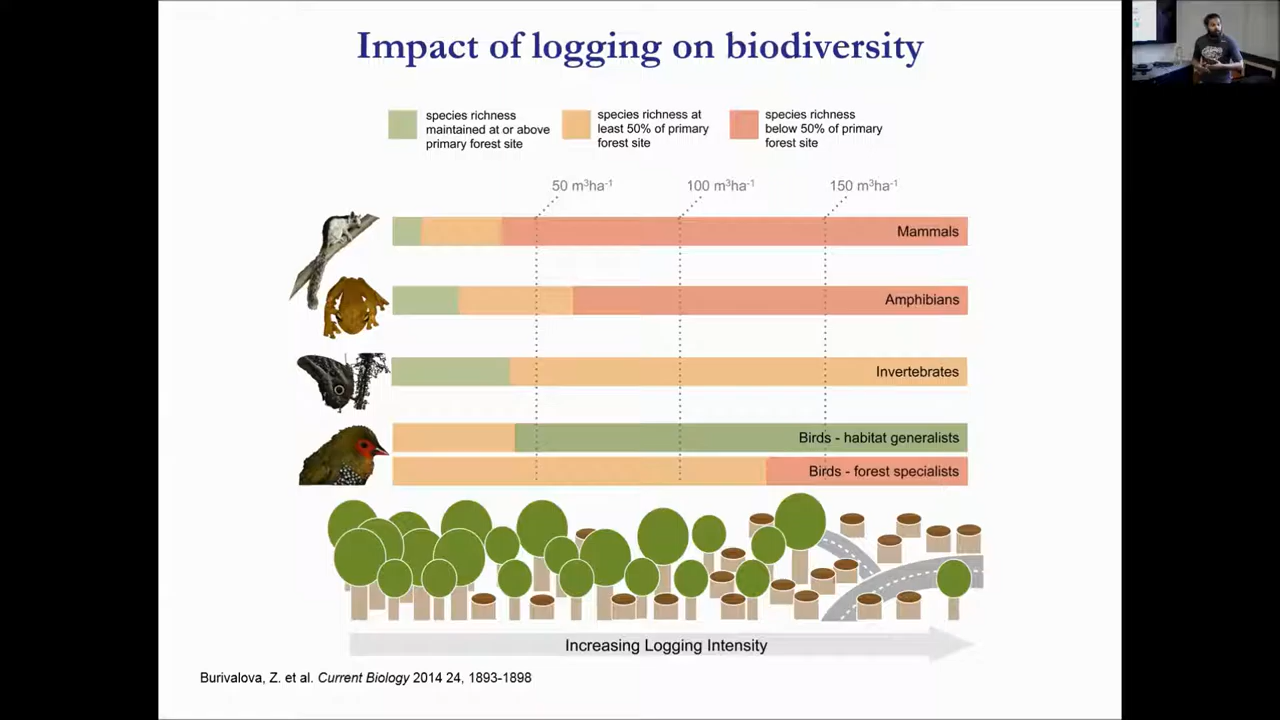 Impact of logging on biodiversity
species richness
maintained at or above
primary forest site
species richness at
least 50% of primary
forest site
species richness
below 50% of primary
forest site
50 m³ha⁻¹
100 m³ha⁻¹
150 m³ha⁻¹
Mammals
Amphibians
Invertebrates
Birds - habitat generalists
Birds - forest specialists
Increasing Logging Intensity
Burivalova, Z. et al. Current Biology 2014 24, 1893-1898